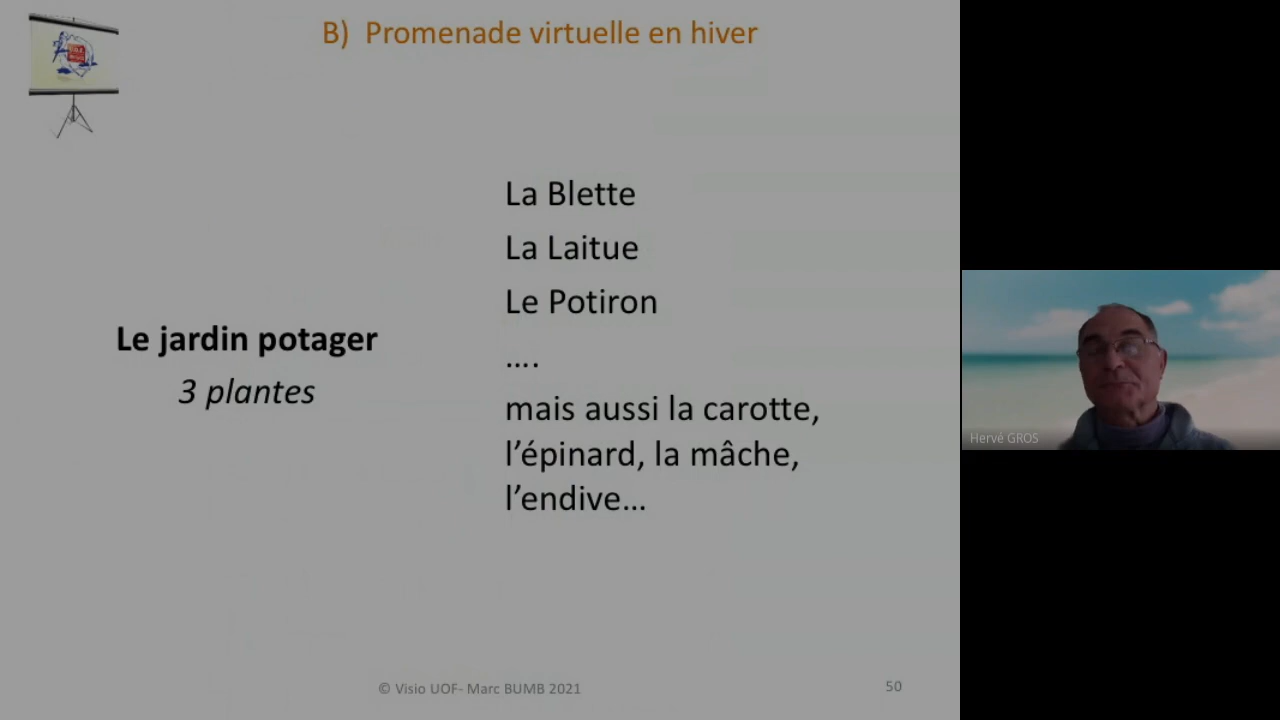 B) Promenade virtuelle en hiver
La Blette
La Laitue
Le Potiron
….
mais aussi la carotte,
l’épinard, la mâche,
l’endive…
Le jardin potager
3 plantes
Hervé GROS
© Visio UOF- Marc BUMB 2021
50